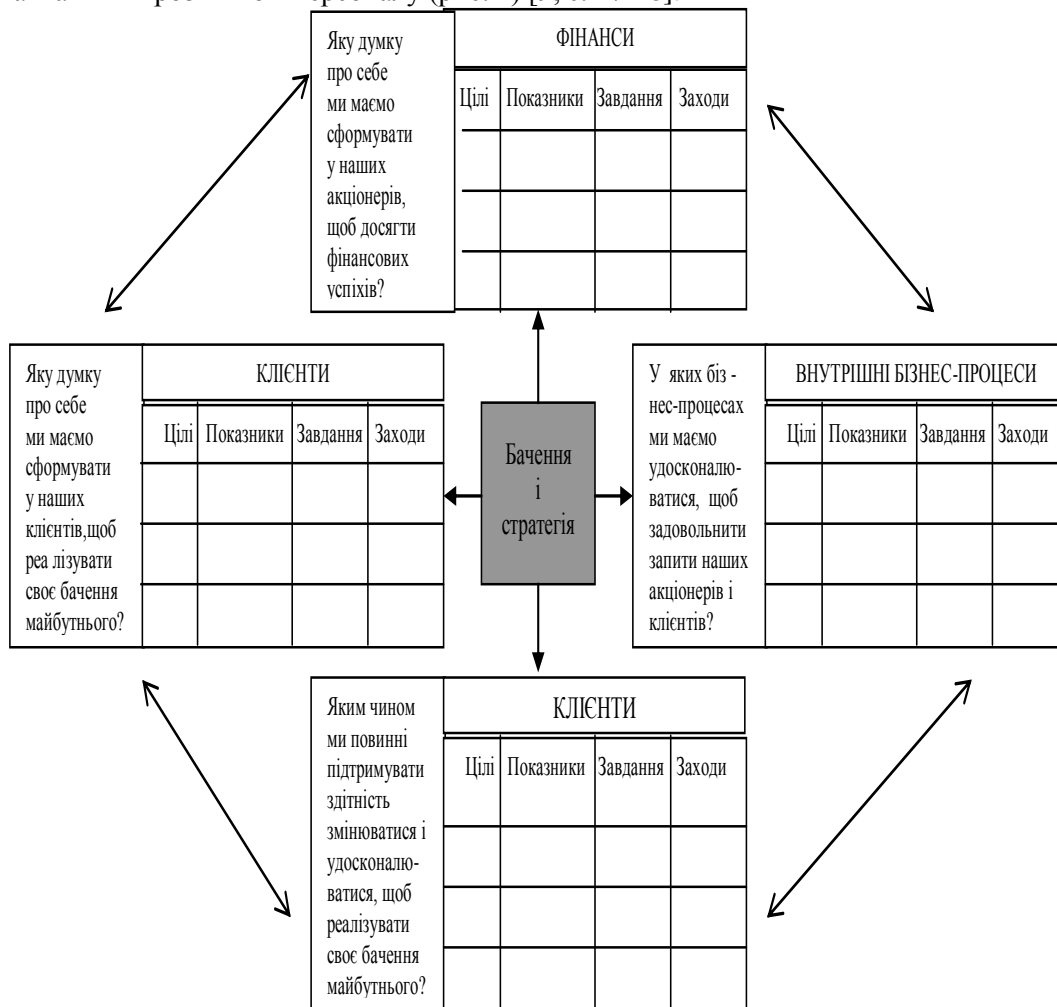 Яку думку
про себе
ми маємо
сформувати
у наших
акціонерів,
щоб досягти
фінансових
успіхів?
ФІНАНСИ
Цілі Показники Завдання Заходи
Яку думку
про себе
ми маємо
сформувати
у наших
клієнтів,щоб
реа лізувати
своє бачення
майбутнього?
КЛІЄНТИ
Цілі Показники Завдання Заходи
Бачення
і
стратегія
У яких біз -
нес-процесах
ми маємо
удосконалю-
ватися, щоб
задовольнити
запити наших
акціонерів і
клієнтів?
ВНУТРІШНІ БІЗНЕС-ПРОЦЕСИ
Цілі Показники Завдання Заходи
Яким чином
ми повинні
підтримувати
здітність
змінюватися і
удосконалю-
ватися, щоб
реалізувати
своє бачення
майбутнього?
КЛІЄНТИ
Цілі Показники Завдання Заходи